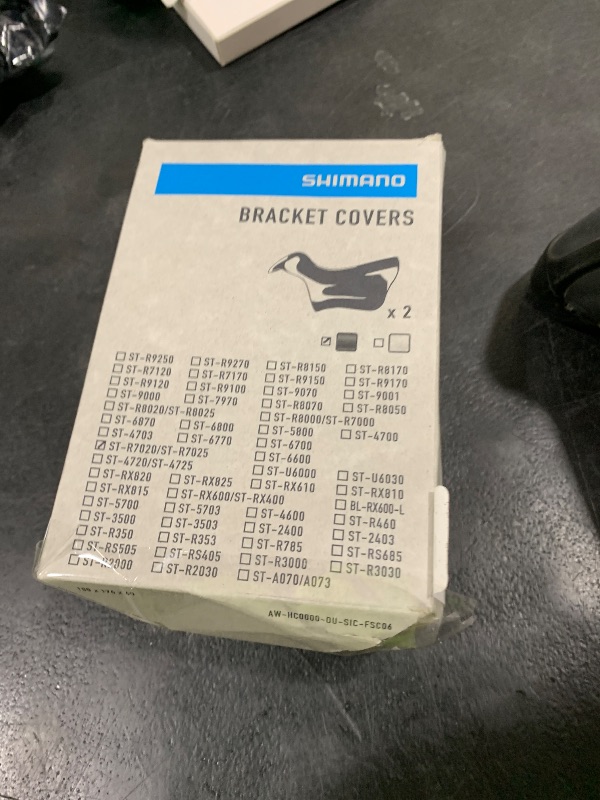 SHIMANO
BRACKET COVERS
x 2
☑ ☐
☐ ST-R9250 ☐ ST-R9270 ☐ ST-R8150 ☐ ST-R8170
☐ ST-R7120 ☐ ST-R7170 ☐ ST-R9150 ☐ ST-R9170
☐ ST-R9120 ☐ ST-R9100 ☐ ST-9070 ☐ ST-9001
☐ ST-9000 ☐ ST-7970 ☐ ST-R8070 ☐ ST-R8050
☐ ST-R8020/ST-R8025 ☐ ST-R8000/ST-R7000
☐ ST-6870 ☐ ST-6800 ☐ ST-5800 ☐ ST-4700
☐ ST-4703 ☐ ST-6770 ☐ ST-6700
☑ ST-R7020/ST-R7025 ☐ ST-6600
☐ ST-4720/ST-4725 ☐ ST-U6000 ☐ ST-U6030
☐ ST-RX820 ☐ ST-RX825 ☐ ST-RX610 ☐ ST-RX810
☐ ST-RX815 ☐ ST-RX600/ST-RX400 ☐ BL-RX600-L
☐ ST-5700 ☐ ST-5703 ☐ ST-4600 ☐ ST-R460
☐ ST-3500 ☐ ST-3503 ☐ ST-2400 ☐ ST-2403
☐ ST-R350 ☐ ST-R353 ☐ ST-R785 ☐ ST-RS685
☐ ST-RS505 ☐ ST-RS405 ☐ ST-R3000 ☐ ST-R3030
☐ ST-R2000 ☐ ST-R2030 ☐ ST-A070/A073
AW-HC0000-0U-SIC-FSC06